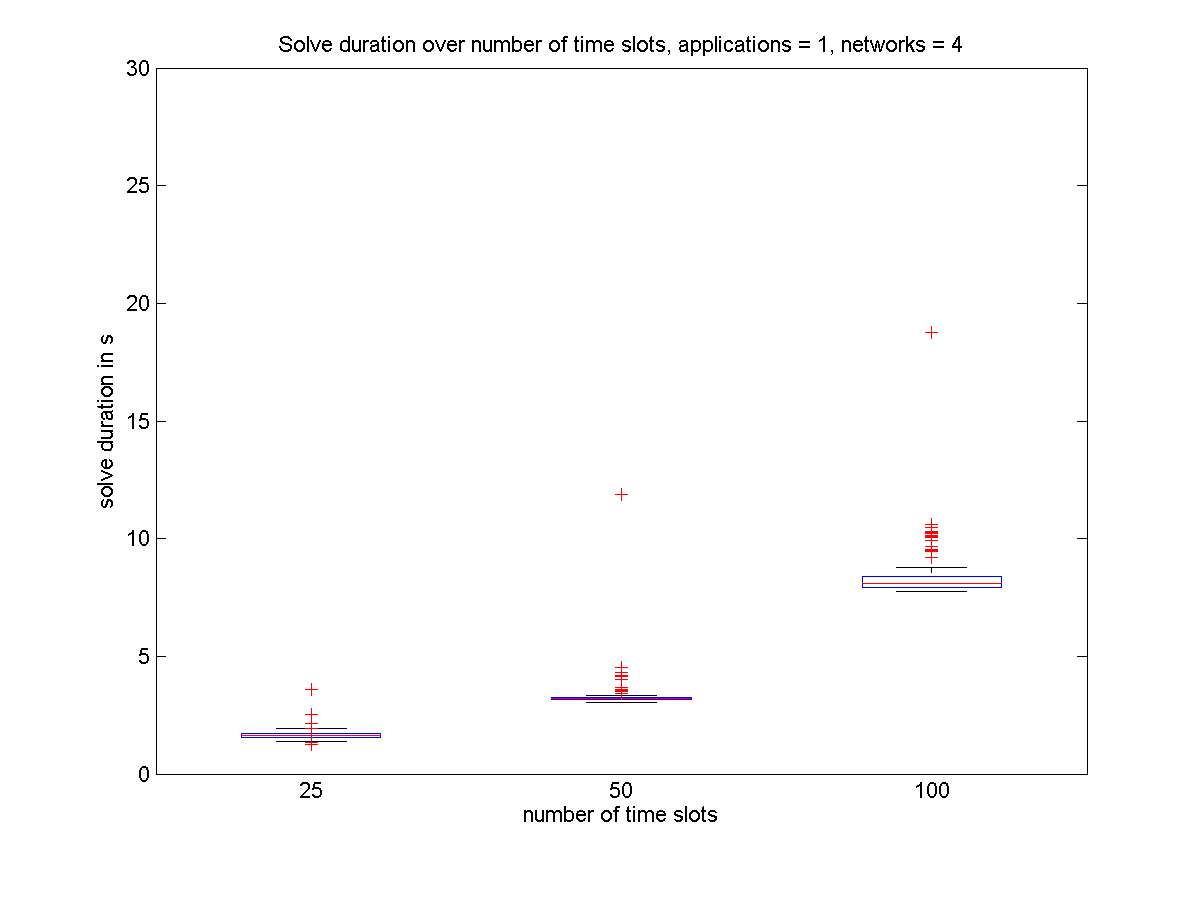 Solve duration over number of time slots, applications = 1, networks = 4
30
25
20
15
10
5
0
solve duration in s
25 50 100
number of time slots